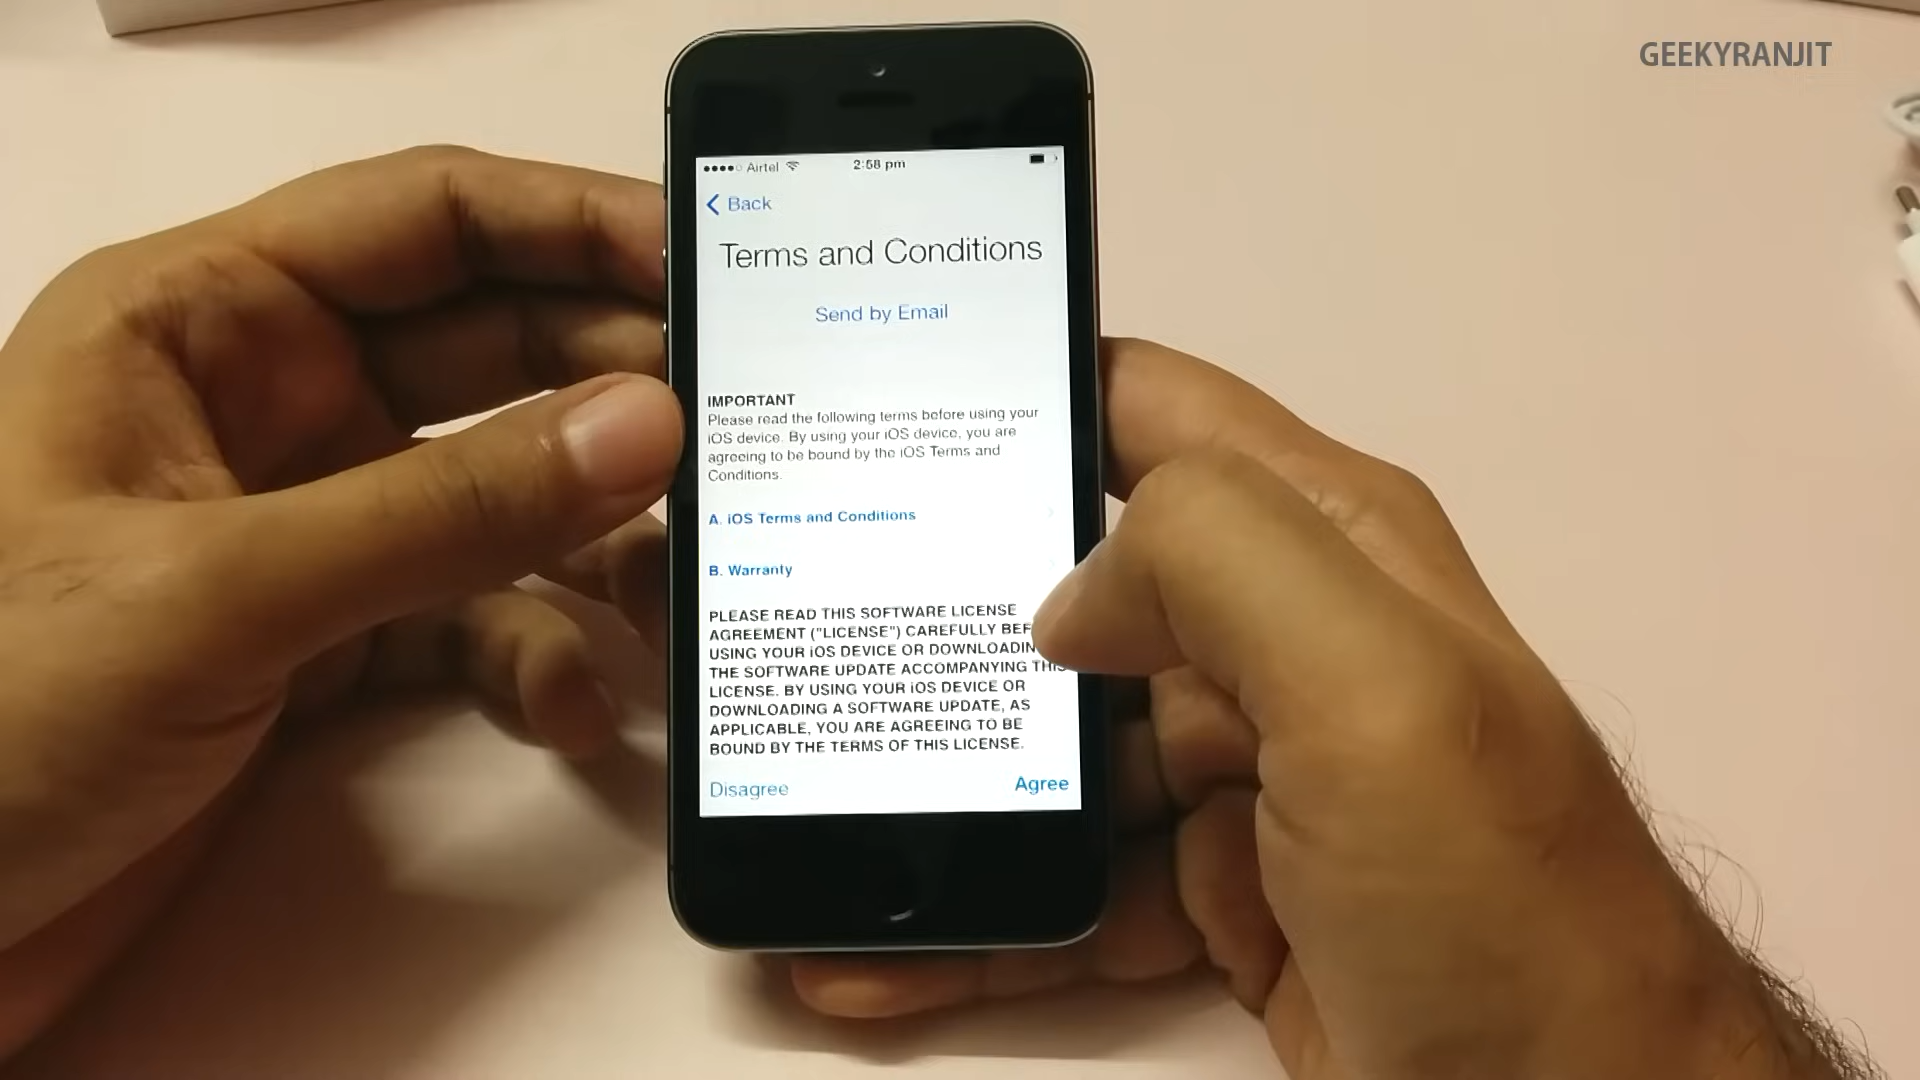 GEEKYRANJIT
Airtel 2:58 pm
Back
Terms and Conditions
Send by Email
IMPORTANT
Please read the following terms before using your
iOS device. By using your iOS device, you are
agreeing to be bound by the iOS Terms and
Conditions.
A. iOS Terms and Conditions
B. Warranty
PLEASE READ THIS SOFTWARE LICENSE
AGREEMENT ("LICENSE") CAREFULLY BEF
USING YOUR iOS DEVICE OR DOWNLOADIN
THE SOFTWARE UPDATE ACCOMPANYING THIS
LICENSE. BY USING YOUR iOS DEVICE OR
DOWNLOADING A SOFTWARE UPDATE, AS
APPLICABLE, YOU ARE AGREEING TO BE
BOUND BY THE TERMS OF THIS LICENSE.
Disagree Agree